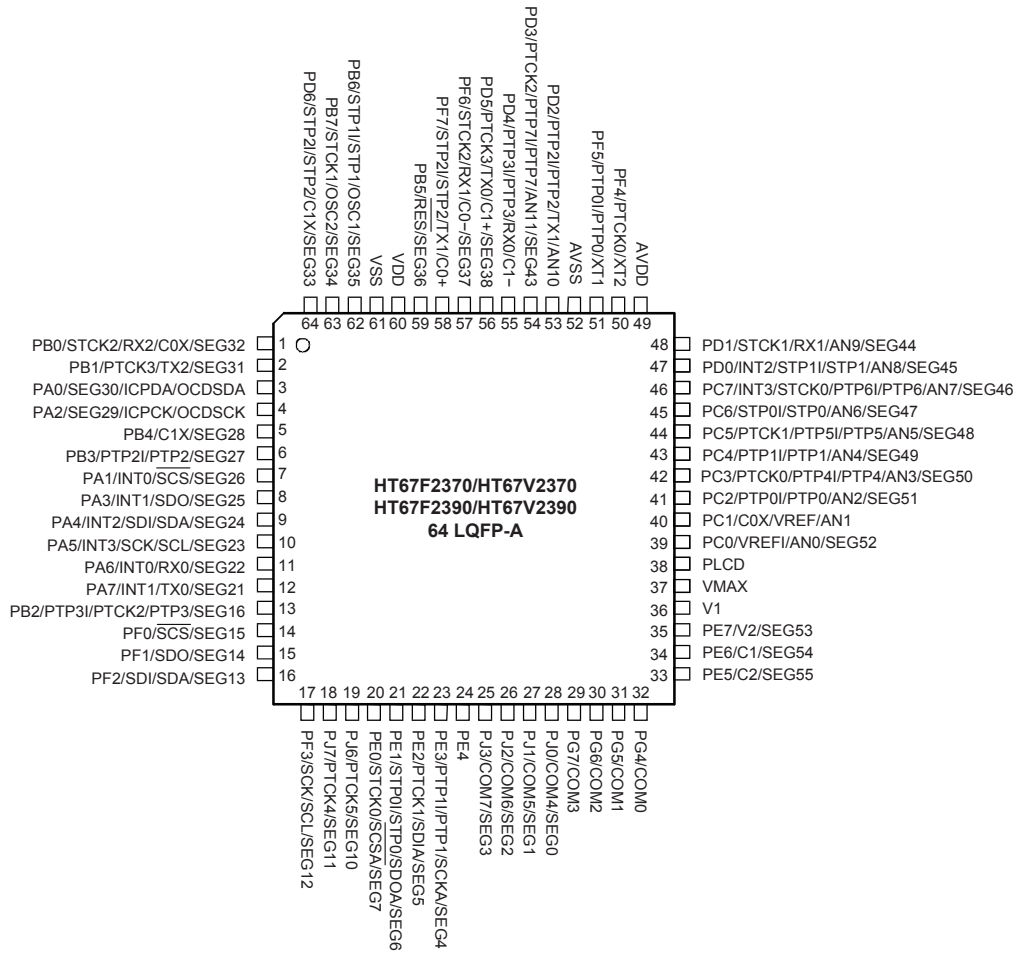 PD6/STP2I/STP2/C1X/SEG33
PB7/STCK1/OSC2/SEG34
PB6/STP1I/STP1/OSC1/SEG35
VSS
VDD
PB5/RES/SEG36
PF7/STP2I/STP2/TX1/C0+
PF6/STCK2/RX1/C0−/SEG37
PD5/PTCK3/TX0/C1+/SEG38
PD4/PTP3I/PTP3/RX0/C1−
PD3/PTCK2/PTP7I/PTP7/AN11/SEG43
PD2/PTP2I/PTP2/TX1/AN10
AVSS
PF5/PTP0I/PTP0/XT1
PF4/PTCK0/XT2
AVDD
64 63 62 61 60 59 58 57 56 55 54 53 52 51 50 49
PB0/STCK2/RX2/C0X/SEG32 1
PB1/PTCK3/TX2/SEG31 2
PA0/SEG30/ICPDA/OCDSDA 3
PA2/SEG29/ICPCK/OCDSCK 4
PB4/C1X/SEG28 5
PB3/PTP2I/PTP2/SEG27 6
PA1/INT0/SCS/SEG26 7
PA3/INT1/SDO/SEG25 8
PA4/INT2/SDI/SDA/SEG24 9
PA5/INT3/SCK/SCL/SEG23 10
PA6/INT0/RX0/SEG22 11
PA7/INT1/TX0/SEG21 12
PB2/PTP3I/PTCK2/PTP3/SEG16 13
PF0/SCS/SEG15 14
PF1/SDO/SEG14 15
PF2/SDI/SDA/SEG13 16
HT67F2370/HT67V2370
HT67F2390/HT67V2390
64 LQFP-A
48 PD1/STCK1/RX1/AN9/SEG44
47 PD0/INT2/STP1I/STP1/AN8/SEG45
46 PC7/INT3/STCK0/PTP6I/PTP6/AN7/SEG46
45 PC6/STP0I/STP0/AN6/SEG47
44 PC5/PTCK1/PTP5I/PTP5/AN5/SEG48
43 PC4/PTP1I/PTP1/AN4/SEG49
42 PC3/PTCK0/PTP4I/PTP4/AN3/SEG50
41 PC2/PTP0I/PTP0/AN2/SEG51
40 PC1/C0X/VREF/AN1
39 PC0/VREFI/AN0/SEG52
38 PLCD
37 VMAX
36 V1
35 PE7/V2/SEG53
34 PE6/C1/SEG54
33 PE5/C2/SEG55
17 18 19 20 21 22 23 24 25 26 27 28 29 30 31 32
PF3/SCK/SCL/SEG12
PJ7/PTCK4/SEG11
PJ6/PTCK5/SEG10
PE0/STCK0/SCSA/SEG7
PE1/STP0I/STP0/SDOA/SEG6
PE2/PTCK1/SDIA/SEG5
PE3/PTP1I/PTP1/SCKA/SEG4
PE4
PJ3/COM7/SEG3
PJ2/COM6/SEG2
PJ1/COM5/SEG1
PJ0/COM4/SEG0
PG7/COM3
PG6/COM2
PG5/COM1
PG4/COM0